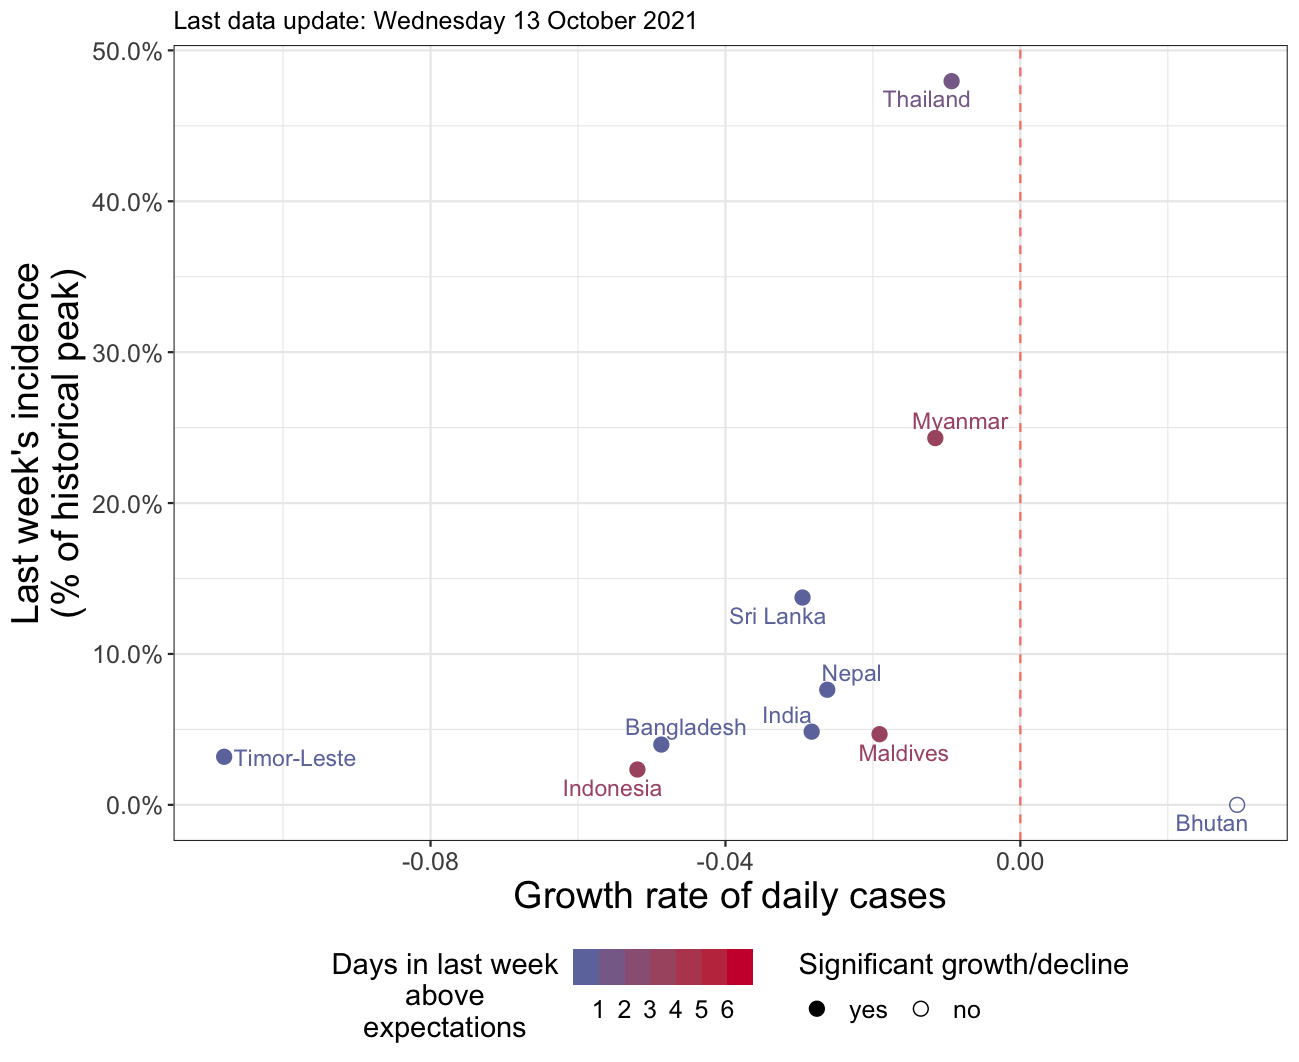 Last data update: Wednesday 13 October 2021
50.0%
40.0%
30.0%
20.0%
10.0%
0.0%
Last week's incidence
(% of historical peak)
Thailand
Myanmar
Sri Lanka
Nepal
India
Bangladesh
Maldives
Timor-Leste
Indonesia
Bhutan
-0.08 -0.04 0.00
Growth rate of daily cases
Days in last week
above
expectations
1 2 3 4 5 6
Significant growth/decline
yes no